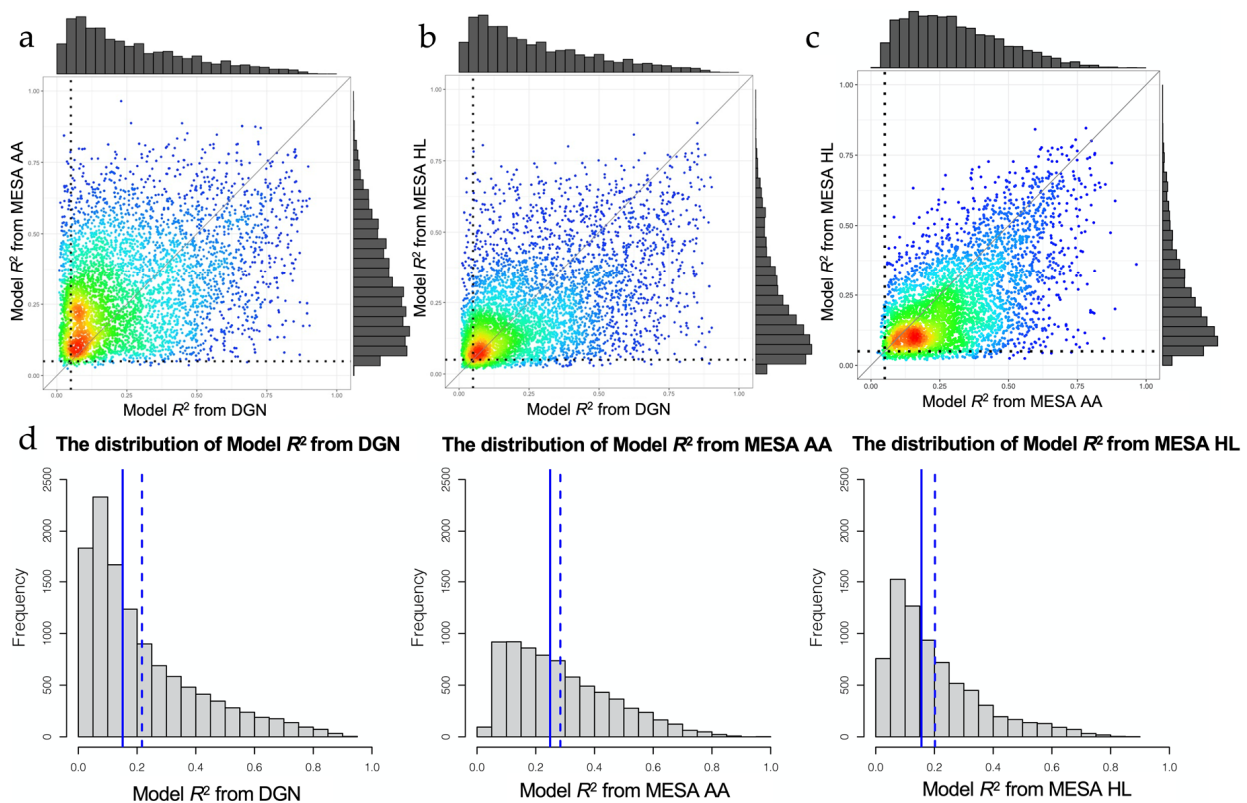 a
b
c
Model R² from MESA AA
1.00
0.75
0.50
0.25
0.00
0.00 0.25 0.50 0.75 1.00
Model R² from DGN
Model R² from MESA HL
1.00
0.75
0.50
0.25
0.00
0.00 0.25 0.50 0.75 1.00
Model R² from DGN
Model R² from MESA HL
1.00
0.75
0.50
0.25
0.00
0.00 0.25 0.50 0.75 1.00
Model R² from MESA AA
d
The distribution of Model R² from DGN
Frequency
2500
2000
1500
1000
500
0
0.0 0.2 0.4 0.6 0.8 1.0
Model R² from DGN
The distribution of Model R² from MESA AA
Frequency
2500
2000
1500
1000
500
0
0.0 0.2 0.4 0.6 0.8 1.0
Model R² from MESA AA
The distribution of Model R² from MESA HL
Frequency
2500
2000
1500
1000
500
0
0.0 0.2 0.4 0.6 0.8 1.0
Model R² from MESA HL